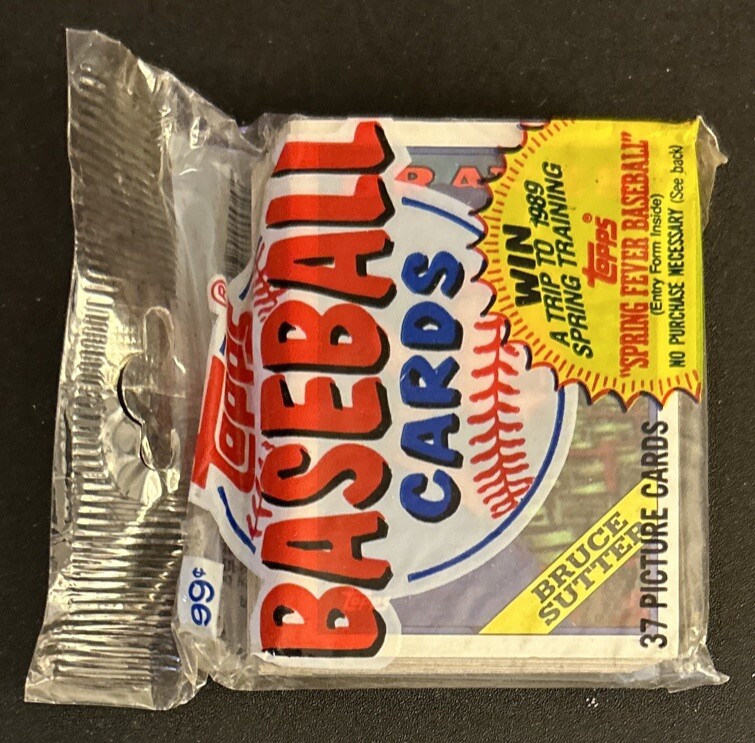 Topps®
BASEBALL
CARDS
WIN
A TRIP TO 1989
SPRING TRAINING
Topps®
"SPRING FEVER BASEBALL"
(Entry Form Inside)
NO PURCHASE NECESSARY (See back)
99¢
BRUCE
SUTTER
37 PICTURE CARDS